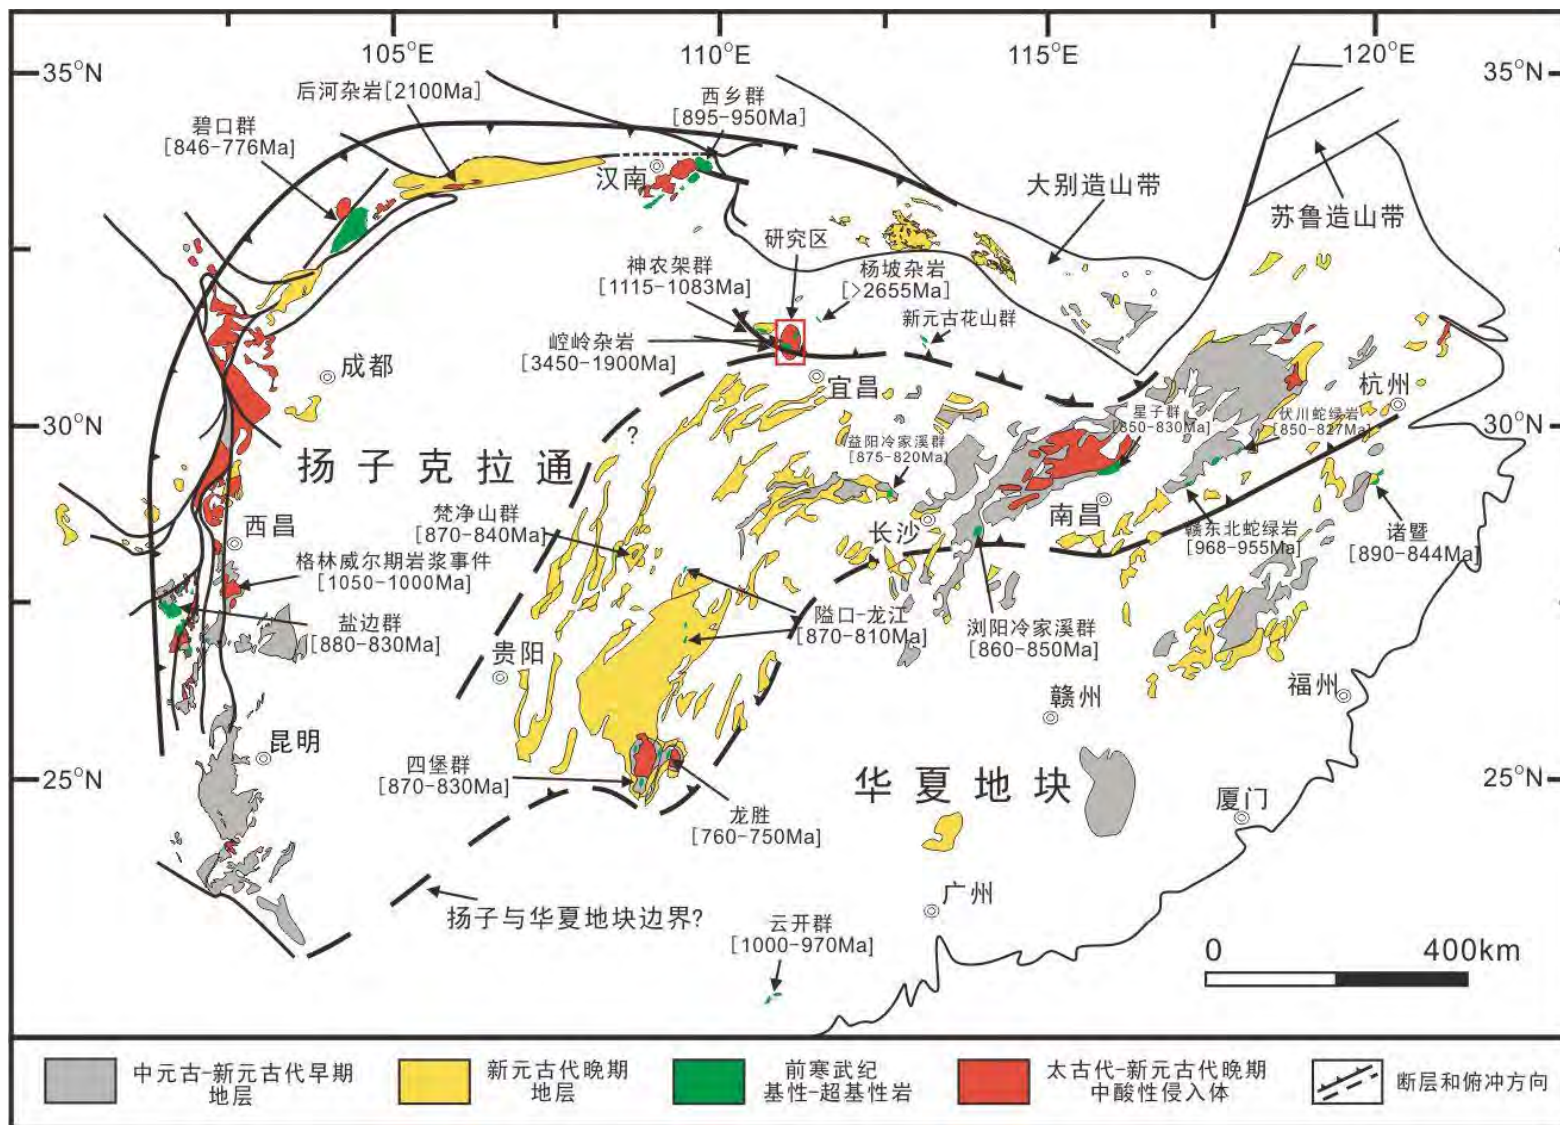 105°E
110°E
115°E
120°E
35°N
35°N
后河杂岩[2100Ma]
西乡群
[895-950Ma]
碧口群
[846-776Ma]
汉南
大别造山带
苏鲁造山带
研究区
神农架群
[1115-1083Ma]
杨坡杂岩
[>2655Ma]
新元古花山群
崆岭杂岩
[3450-1900Ma]
成都
宜昌
杭州
30°N
30°N
?
星子群
[850-830Ma]
伏川蛇绿岩
[850-827Ma]
益阳冷家溪群
[875-820Ma]
扬子克拉通
梵净山群
[870-840Ma]
西昌
长沙
南昌
赣东北蛇绿岩
[968-955Ma]
诸暨
[890-844Ma]
格林威尔期岩浆事件
[1050-1000Ma]
盐边群
[880-830Ma]
隘口-龙江
[870-810Ma]
浏阳冷家溪群
[860-850Ma]
贵阳
赣州
福州
昆明
四堡群
[870-830Ma]
25°N
25°N
华夏地块
厦门
龙胜
[760-750Ma]
广州
扬子与华夏地块边界?
云开群
[1000-970Ma]
0
400km
中元古-新元古代早期
地层
新元古代晚期
地层
前寒武纪
基性-超基性岩
太古代-新元古代晚期
中酸性侵入体
断层和俯冲方向